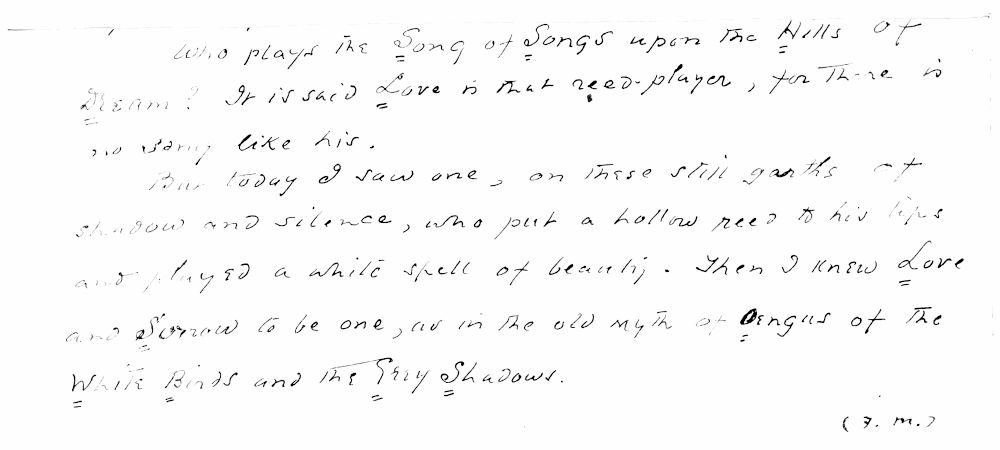 Who plays the Song of Songs upon the Hills of
Dream? It is said Love is that reed-player, for there is
no song like his.
But today I saw one, on these still garths of
shadow and silence, who put a hollow reed to his lips
and played a white spell of beauty. Then I knew Love
and Sorrow to be one, as in the old myth of Oengus of the
White Birds and the Grey Shadows.
(F. M.)